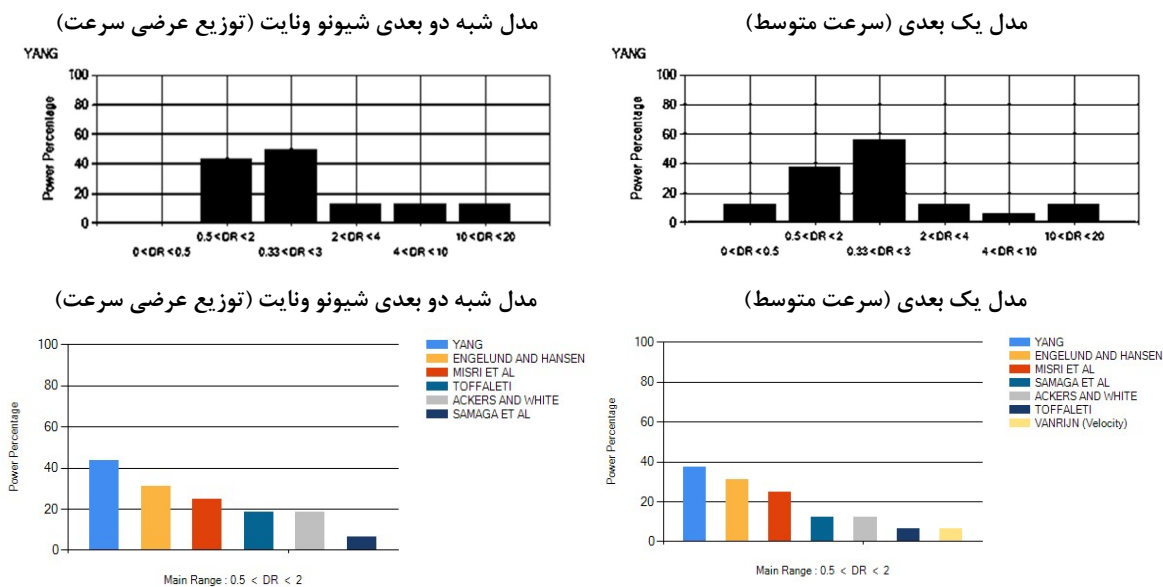 مدل یک بعدی (سرعت متوسط)
YANG
Power Percentage
100
80
60
40
20
0
0.5<DR<2
2<DR<4
10<DR<20
0<DR<0.5
0.33<DR<3
4<DR<10
مدل شبه دو بعدی شیونو ونایت (توزیع عرضی سرعت)
YANG
Power Percentage
100
80
60
40
20
0
0.5<DR<2
2<DR<4
10<DR<20
0<DR<0.5
0.33<DR<3
4<DR<10
مدل یک بعدی (سرعت متوسط)
Power Percentage
100
80
60
40
20
0
YANG
ENGELUND AND HANSEN
MISRI ET AL
SAMAGA ET AL
ACKERS AND WHITE
TOFFALETI
VANRIJN (Velocity)
Main Range : 0.5 < DR < 2
مدل شبه دو بعدی شیونو ونایت (توزیع عرضی سرعت)
Power Percentage
100
80
60
40
20
0
YANG
ENGELUND AND HANSEN
MISRI ET AL
TOFFALETI
ACKERS AND WHITE
SAMAGA ET AL
Main Range : 0.5 < DR < 2